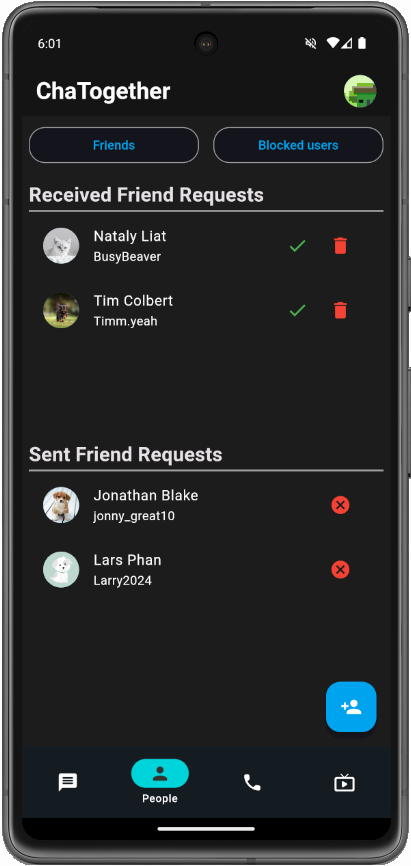 6:01
ChaTogether
Friends
Blocked users
Received Friend Requests
Nataly Liat
BusyBeaver
Tim Colbert
Timm.yeah
Sent Friend Requests
Jonathan Blake
jonny_great10
Lars Phan
Larry2024
People